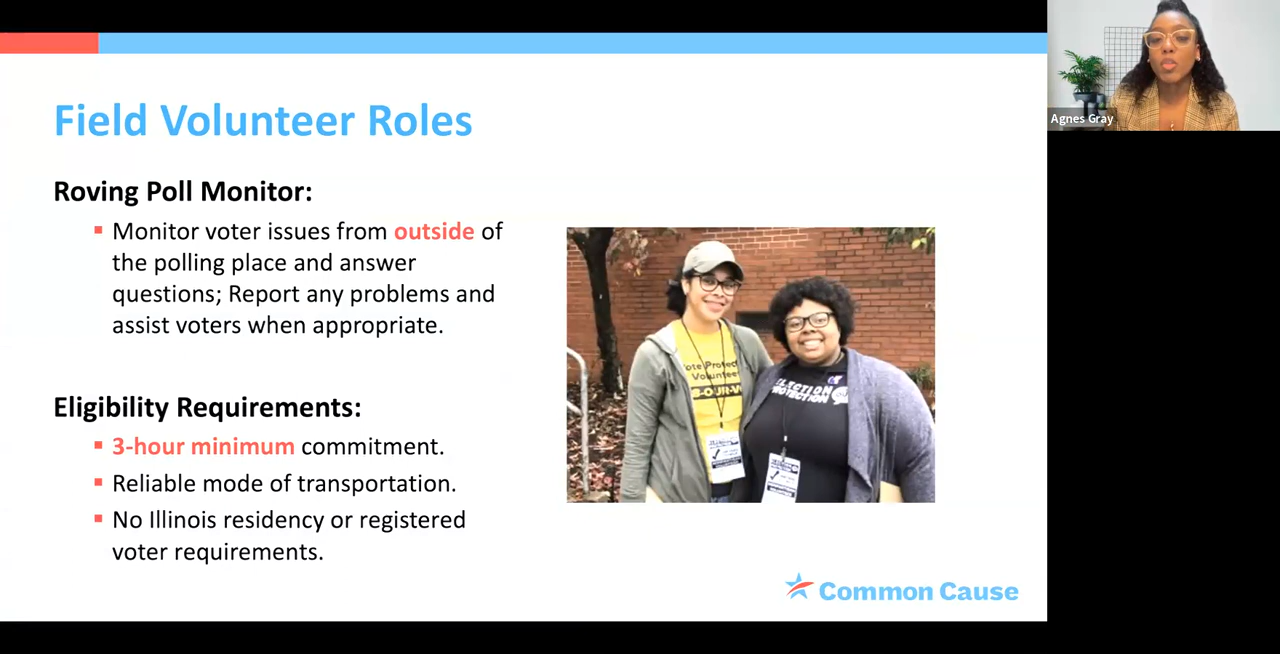 Field Volunteer Roles
Agnes Gray
Roving Poll Monitor:
Monitor voter issues from outside of
the polling place and answer
questions; Report any problems and
assist voters when appropriate.
Eligibility Requirements:
3-hour minimum commitment.
Reliable mode of transportation.
No Illinois residency or registered
voter requirements.
Volunteer
ELECTION
PROTECTION
Common Cause